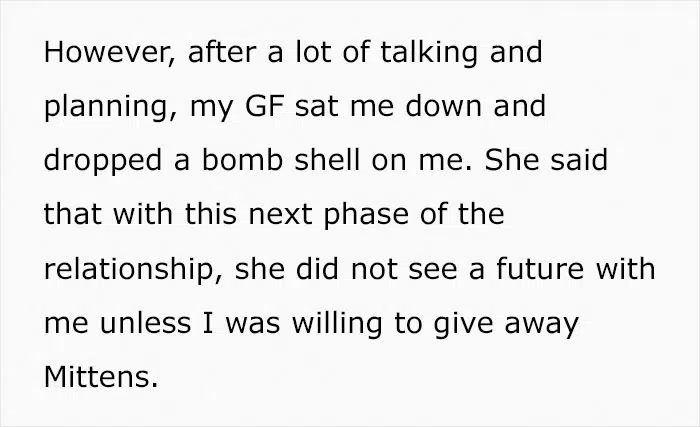 However, after a lot of talking and
planning, my GF sat me down and
dropped a bomb shell on me. She said
that with this next phase of the
relationship, she did not see a future with
me unless I was willing to give away
Mittens.